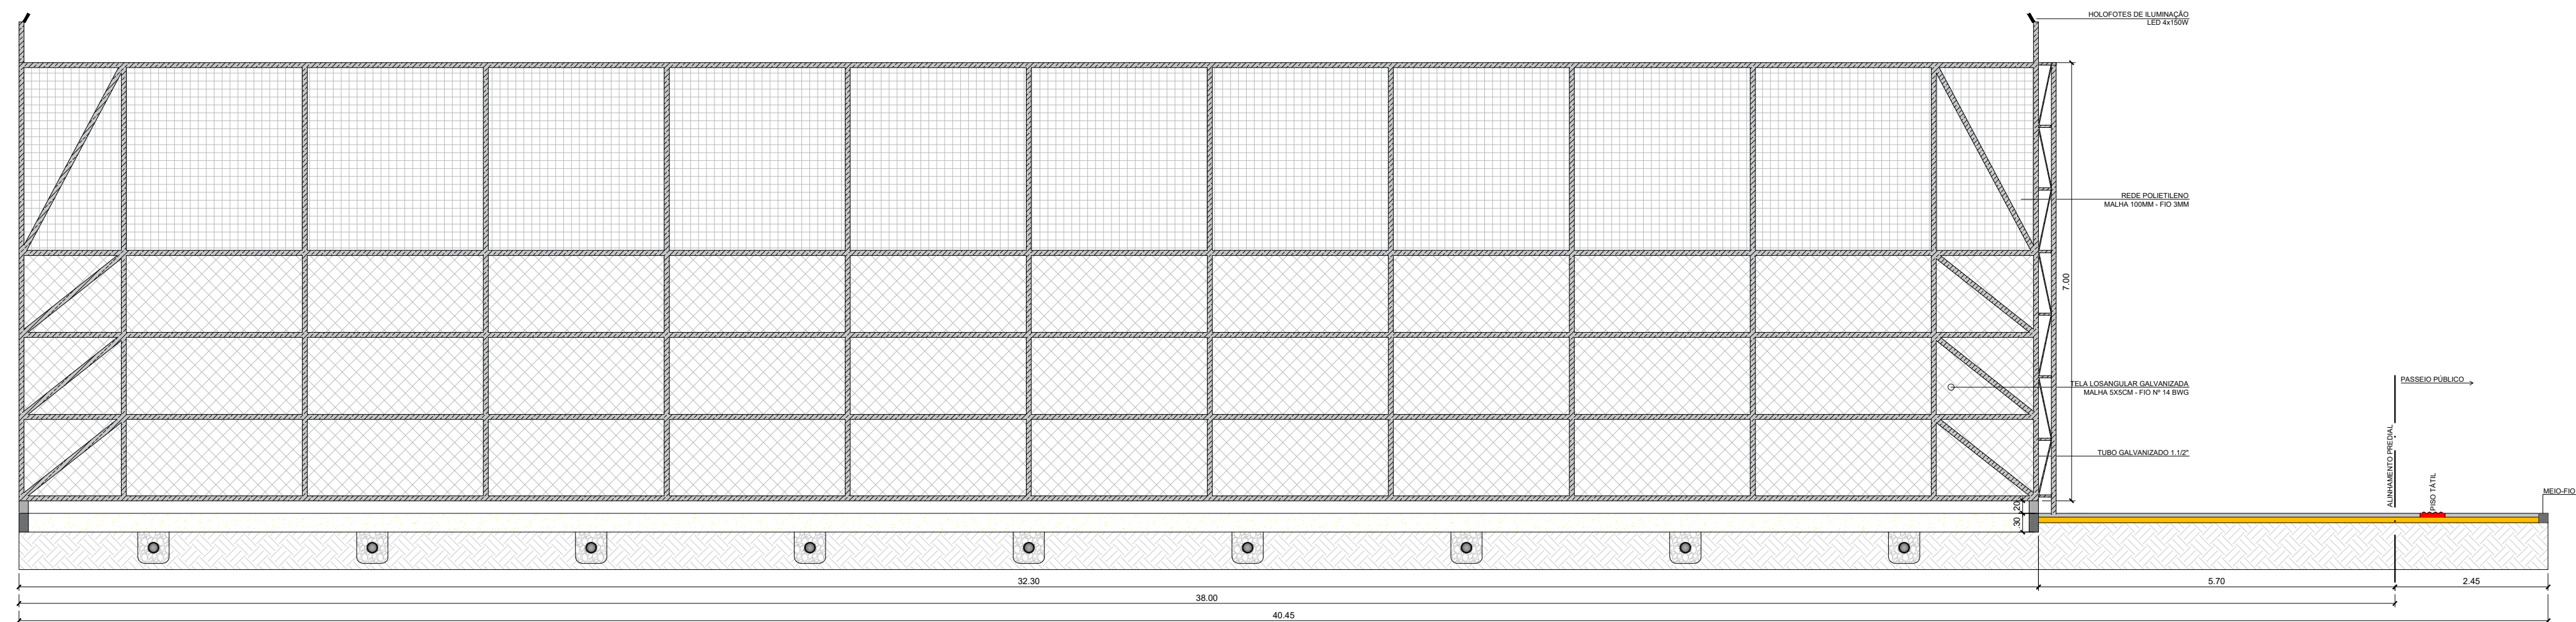 HOLOFOTES DE ILUMINAÇÃO
LED 4x150W
REDE POLIETILENO
MALHA 100MM - FIO 3MM
7.00
TELA LOSANGULAR GALVANIZADA
MALHA 5X5CM - FIO Nº 14 BWG
PASSEIO PÚBLICO
TUBO GALVANIZADO 1.1/2"
ALINHAMENTO PREDIAL
PISO TÁTIL
MEIO-FIO
20
30
32.30
5.70
2.45
38.00
40.45